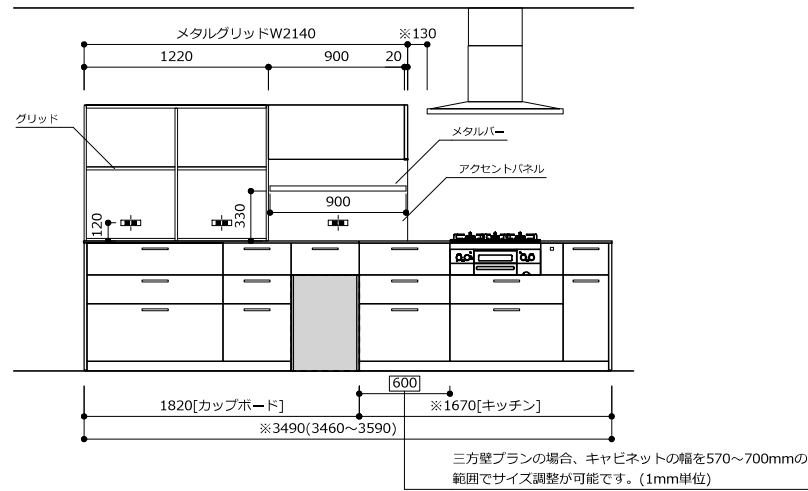 メタルグリッドW2140
※130
1220
900
20
グリッド
メタルバー
アクセントパネル
900
330
120
600
1820[カップボード]
※1670[キッチン]
※3490(3460～3590)
三方壁プランの場合、キャビネットの幅を570～700mmの
範囲でサイズ調整が可能です。(1mm単位)